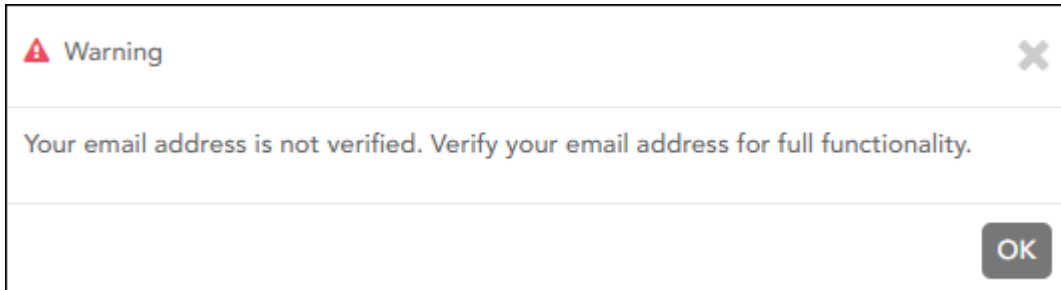 Warning
Your email address is not verified. Verify your email address for full functionality.
OK